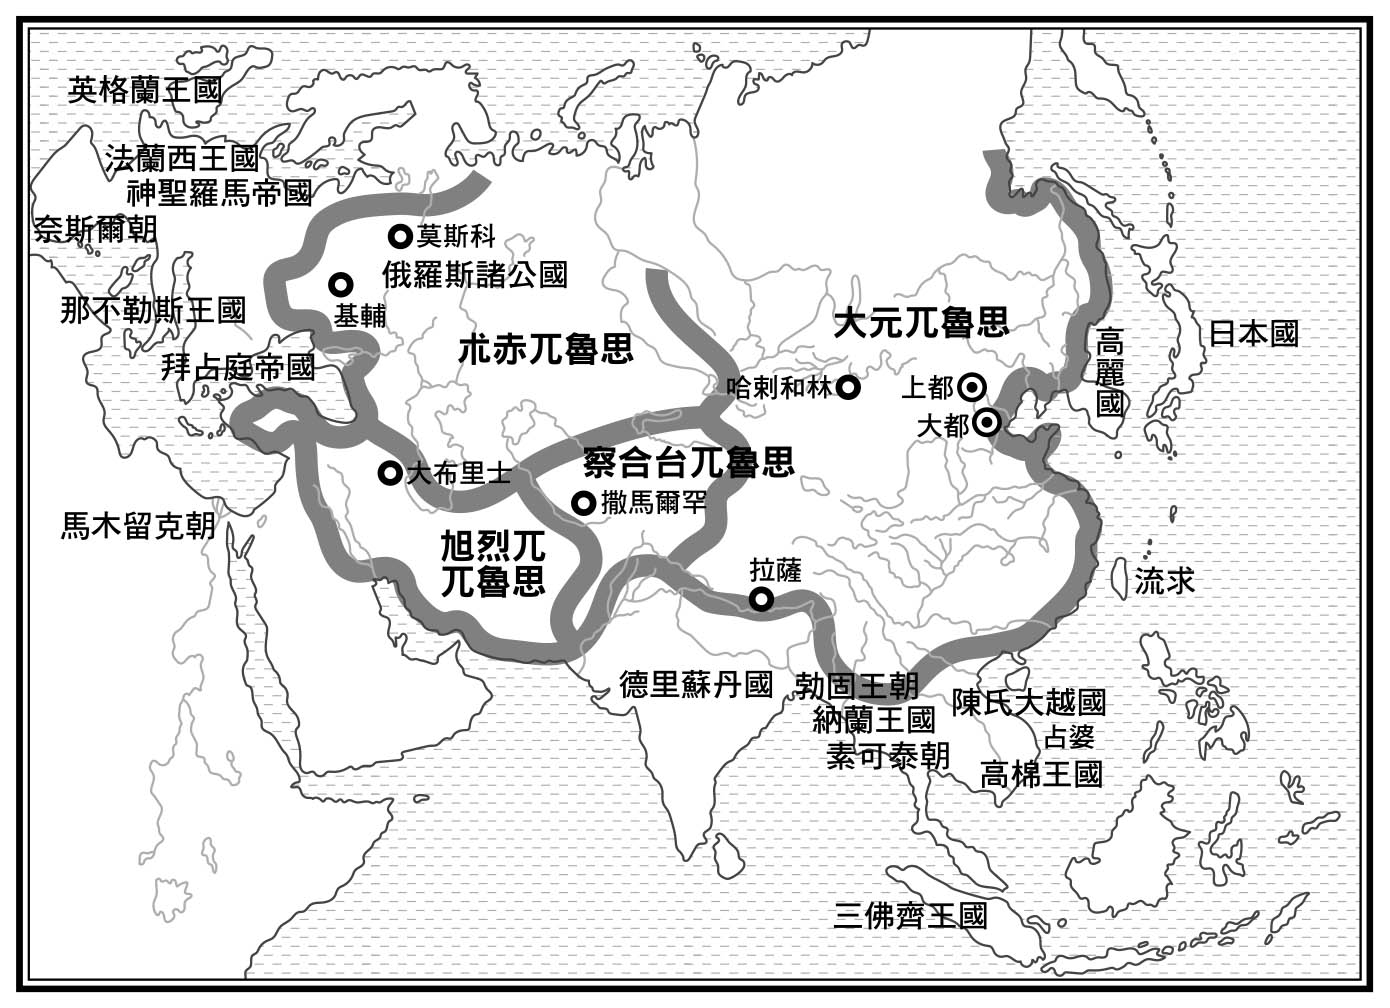 英格蘭王國
法蘭西王國
神聖羅馬帝國
奈斯爾朝
那不勒斯王國
拜占庭帝國
馬木留克朝
莫斯科
俄羅斯諸公國
基輔
朮赤兀魯思
大元兀魯思
哈剌和林
上都
大都
高麗國
日本國
察合台兀魯思
大布里士
撒馬爾罕
旭烈兀
兀魯思
拉薩
流求
德里蘇丹國
勃固王朝
納蘭王國
素可泰朝
陳氏大越國
占婆
高棉王國
三佛齊王國